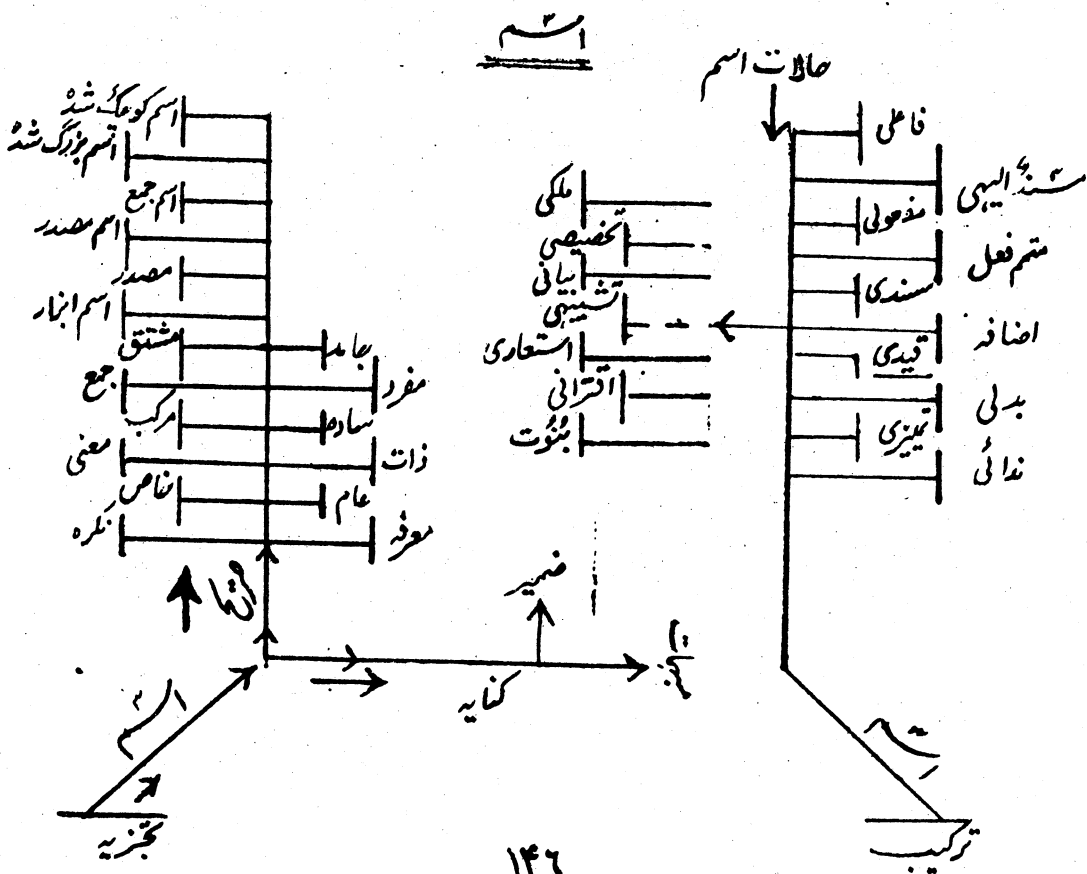 اسم
حالات اسم
فاعلی
مسندٌ الیهی
مفعولی
متمم فعل
مسندی
اضافه
قیدی
بدلی
تمییزی
ندائی
ملکی
تخصیصی
بیانی
تشبیهی
استعاری
اقترانی
بنُوّت
اسم کوچک شده
اسم بزرگ شده
اسم جمع
اسم مصدر
مصدر
اسم ابزار
جامد
مشتق
مفرد
جمع
ساده
مرکب
ذات
معنی
عام
خاص
معرفه
نکره
ضمیر
کنایه
اسم
اسم
تجزیه
ترکیب
۱۴۶